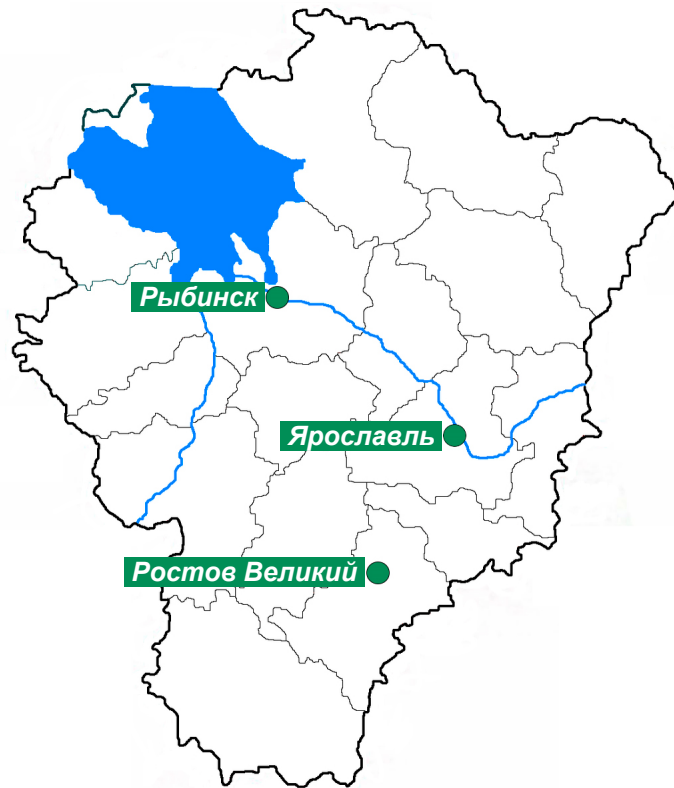 Рыбинск
Ярославль
Ростов Великий